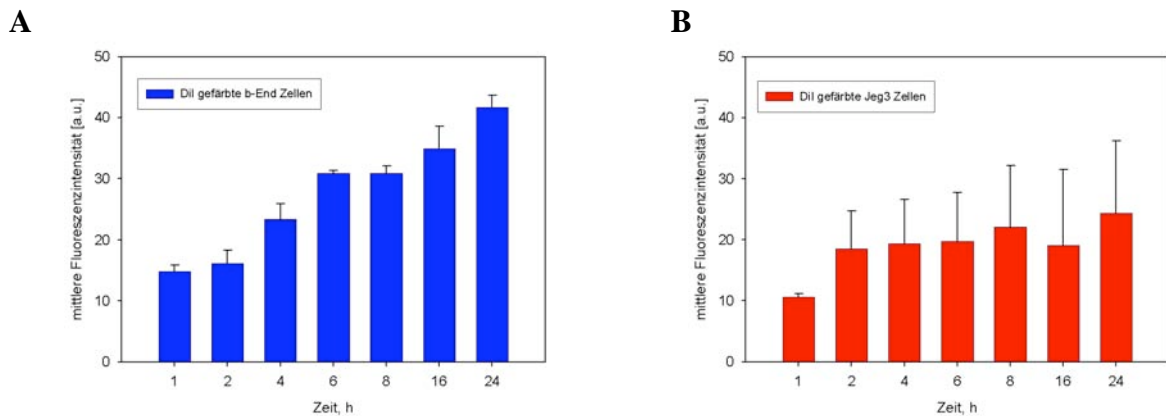 A
B
mittlere Fluoreszenzintensität [a.u.]
50
40
30
20
10
0
DiI gefärbte b-End Zellen
1 2 4 6 8 16 24
Zeit, h
mittlere Fluoreszenzintensität [a.u.]
50
40
30
20
10
0
DiI gefärbte Jeg3 Zellen
1 2 4 6 8 16 24
Zeit, h